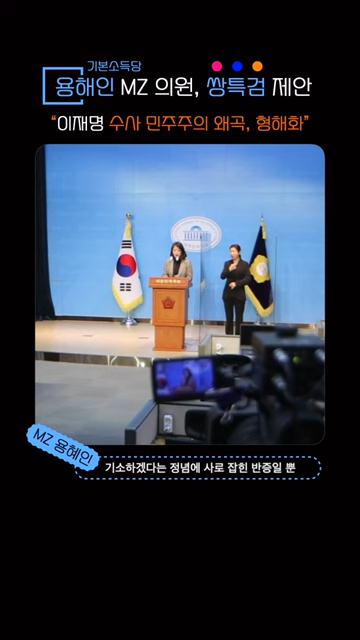 기본소득당
용해인 MZ 의원, 쌍특검 제안
“이재명 수사 민주주의 왜곡, 형해화”
MZ 용혜인
기소하겠다는 정념에 사로 잡힌 반증일 뿐